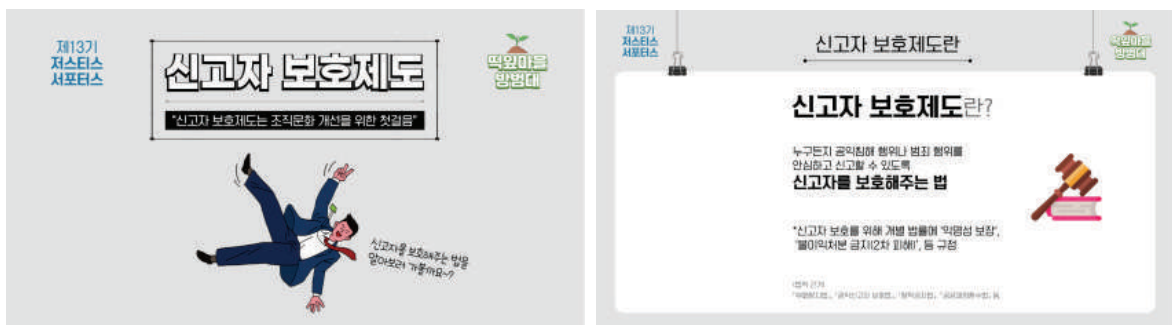 제13기
저스티스
서포터스
신고자 보호제도
"신고자 보호제도는 조직문화 개선을 위한 첫걸음"
떡잎마을
방범대
신고자를 보호해주는 법을
알아보러 가볼까요~?
제13기
저스티스
서포터스
신고자 보호제도란
떡잎마을
방범대
신고자 보호제도란?
누구든지 공익침해 행위나 범죄 행위를
안심하고 신고할 수 있도록
신고자를 보호해주는 법
*신고자 보호를 위해 개별 법률에 '익명성 보장',
'불이익처분 금지(2차 피해)', 등 규정